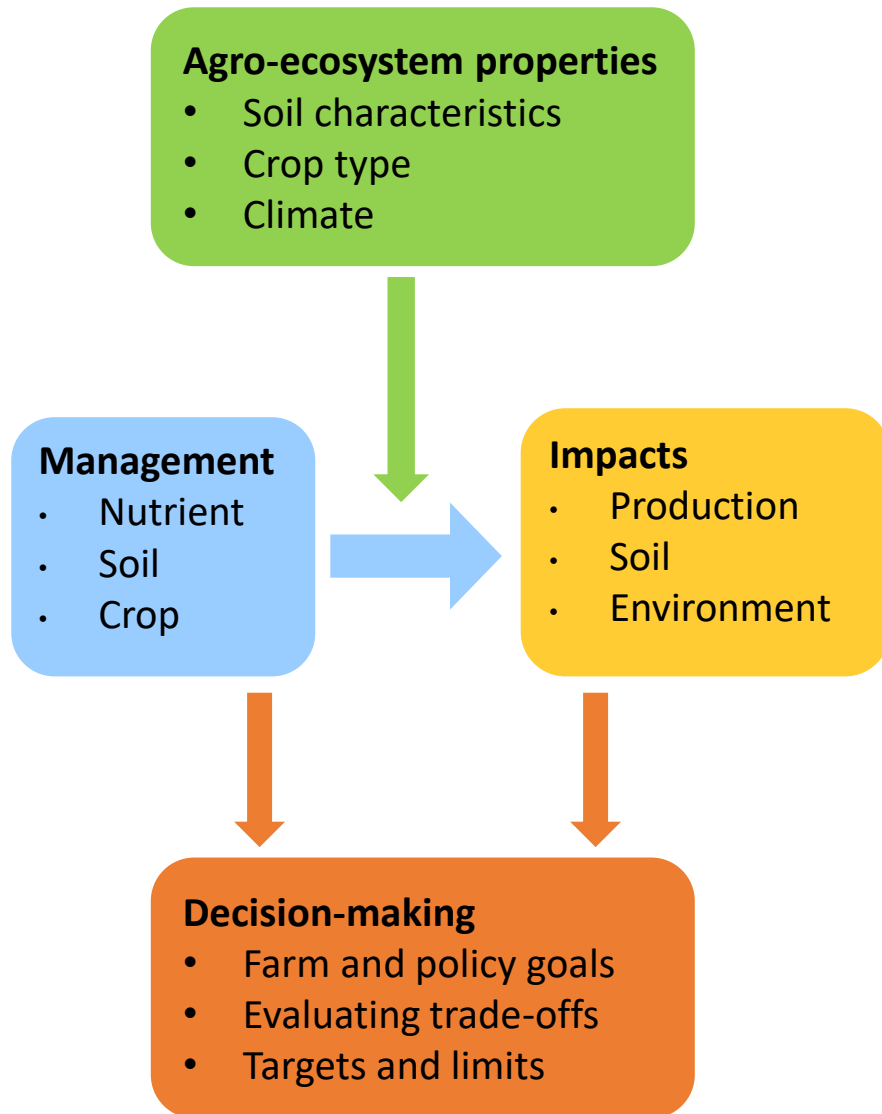 Agro-ecosystem properties
• Soil characteristics
• Crop type
• Climate
Management
• Nutrient
• Soil
• Crop
Impacts
• Production
• Soil
• Environment
Decision-making
• Farm and policy goals
• Evaluating trade-offs
• Targets and limits